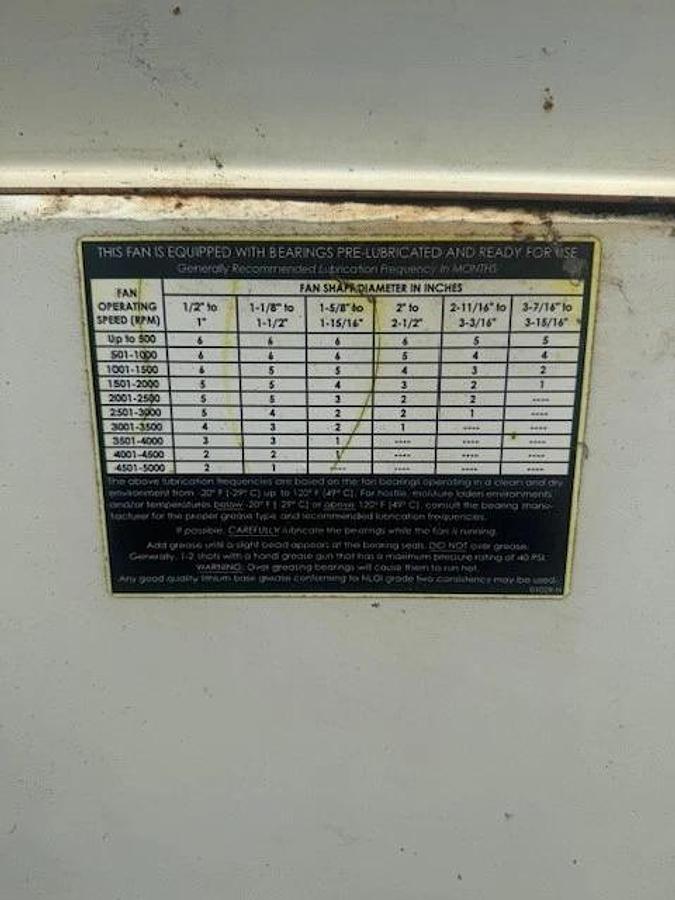 THIS FAN IS EQUIPPED WITH BEARINGS PRE-LUBRICATED AND READY FOR USE
Generally Recommended Lubrication Frequency in MONTHS
FAN OPERATING SPEED (RPM) FAN SHAFT DIAMETER IN INCHES
1/2" to 1" 1-1/8" to 1-1/2" 1-5/8" to 1-15/16" 2" to 2-1/2" 2-11/16" to 3-3/16" 3-7/16" to 3-15/16"
Up to 500 6 6 6 6 5 5
501-1000 6 6 6 5 4 4
1001-1500 6 5 5 4 3 2
1501-2000 5 5 4 3 2 1
2001-2500 5 5 3 2 2 ----
2501-3000 5 4 2 2 1 ----
3001-3500 4 3 2 1 ---- ----
3501-4000 3 3 1 ---- ---- ----
4001-4500 2 2 1 ---- ---- ----
4501-5000 2 1 ---- ---- ---- ----
The above lubrication frequencies are based on the fan bearings operating in a clean and dry
environment from -20° F (-29° C) up to 120° F (49° C). For hostile, moisture laden environments
and/or temperatures below -20° F (-29° C) or above 120° F (49° C), consult the bearing manu-
facturer for the proper grease type and recommended lubrication frequencies.
If possible, CAREFULLY lubricate the bearings while the fan is running.
Add grease until a slight bead appears at the bearing seals. DO NOT over grease.
Generally, 1-2 shots with a hand grease gun that has a maximum pressure rating of 40 PSI.
WARNING: Over greasing bearings will cause them to run hot.
Any good quality lithium base grease conforming to NLGI grade two consistency may be used.